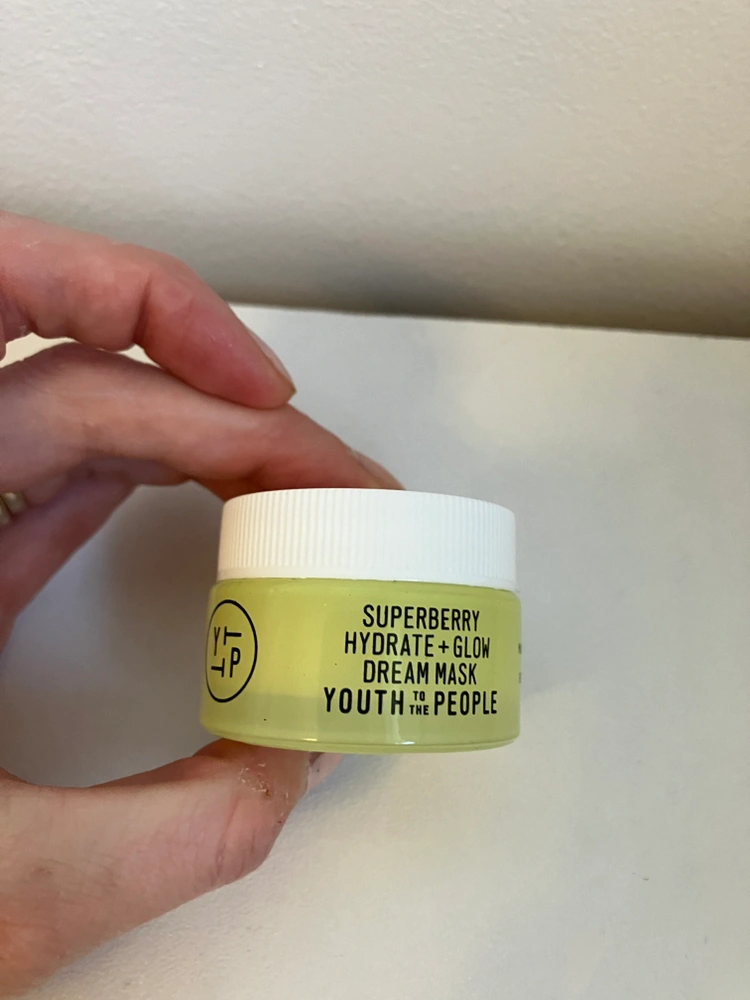 YTTP
SUPERBERRY
HYDRATE + GLOW
DREAM MASK
YOUTH TO THE PEOPLE